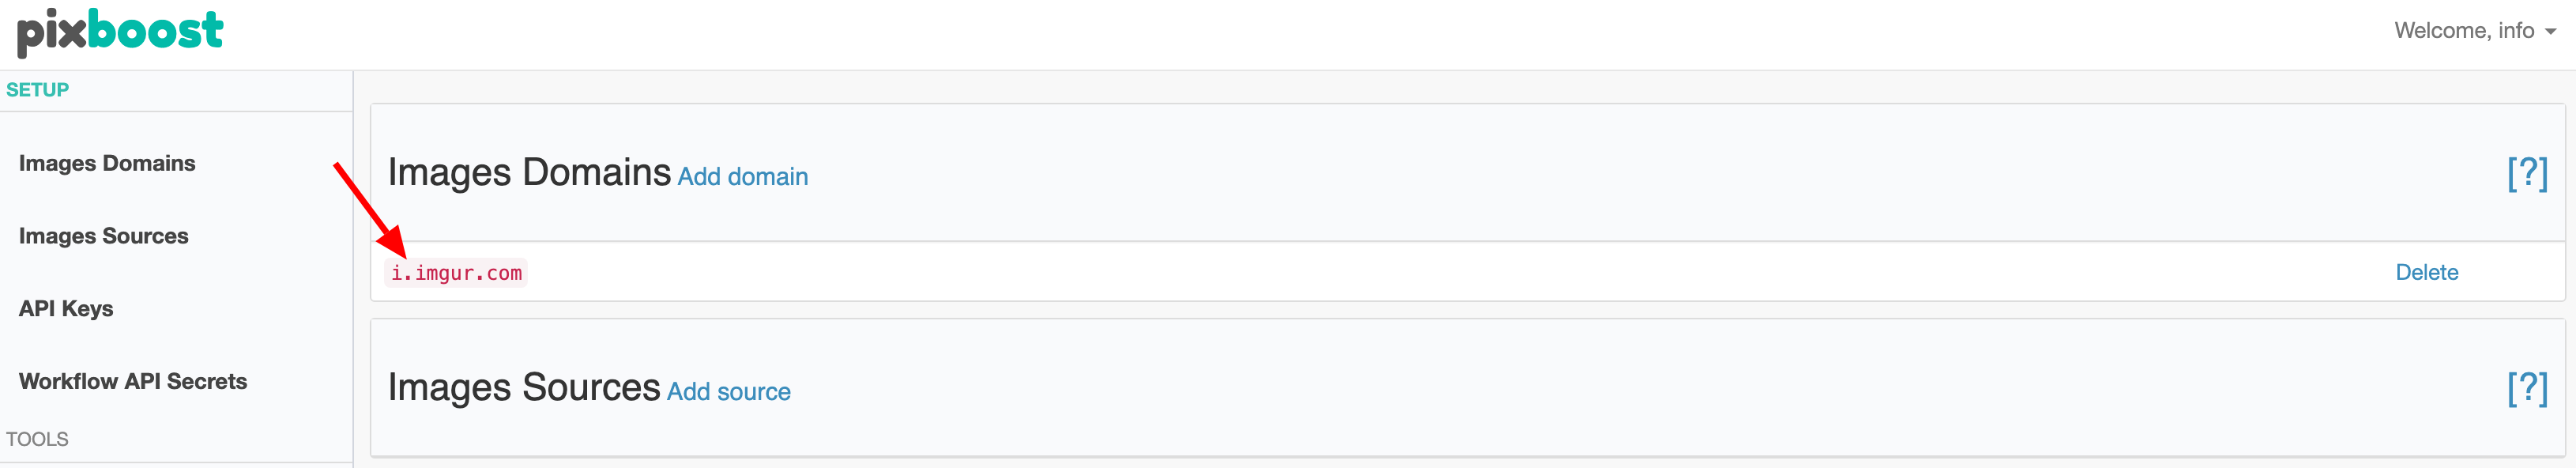 pixboost
Welcome, info
SETUP
Images Domains
Images Sources
API Keys
Workflow API Secrets
TOOLS
Images Domains Add domain
[?]
i.imgur.com
Delete
Images Sources Add source
[?]